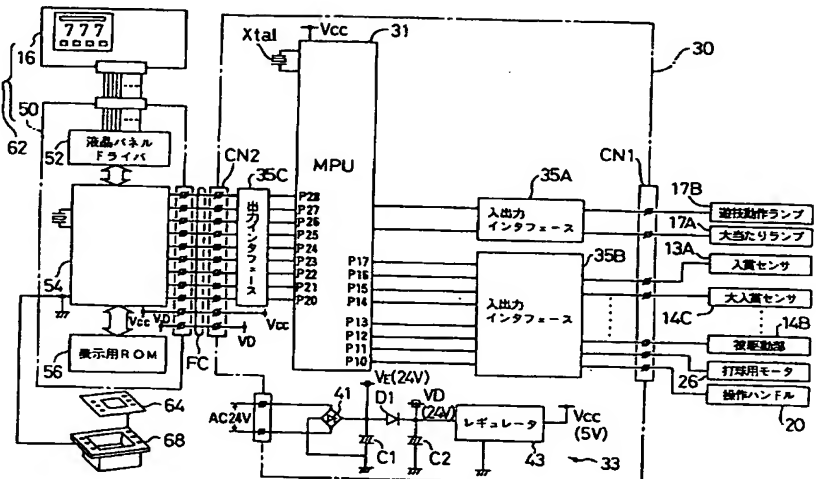 16
777
62
50
52
液晶パネル
ドライバ
54
56
表示用ROM
64
68
Vcc
VD
FC
CN2
35C
出力インタフェース
Vcc
VD
Xtal
Vcc
31
MPU
P28
P27
P26
P25
P24
P23
P22
P21
P20
P17
P16
P15
P14
P13
P12
P11
P10
30
CN1
35A
入出力
インタフェース
35B
入出力
インタフェース
17B
遊技動作ランプ
17A
大当たりランプ
13A
入賞センサ
大入賞センサ
14C
14B
被駆動部
打球用モータ
26
操作ハンドル
20
AC24V
41
VE(24V)
D1
VD
(24V)
C1
C2
レギュレータ
43
Vcc
(5V)
33